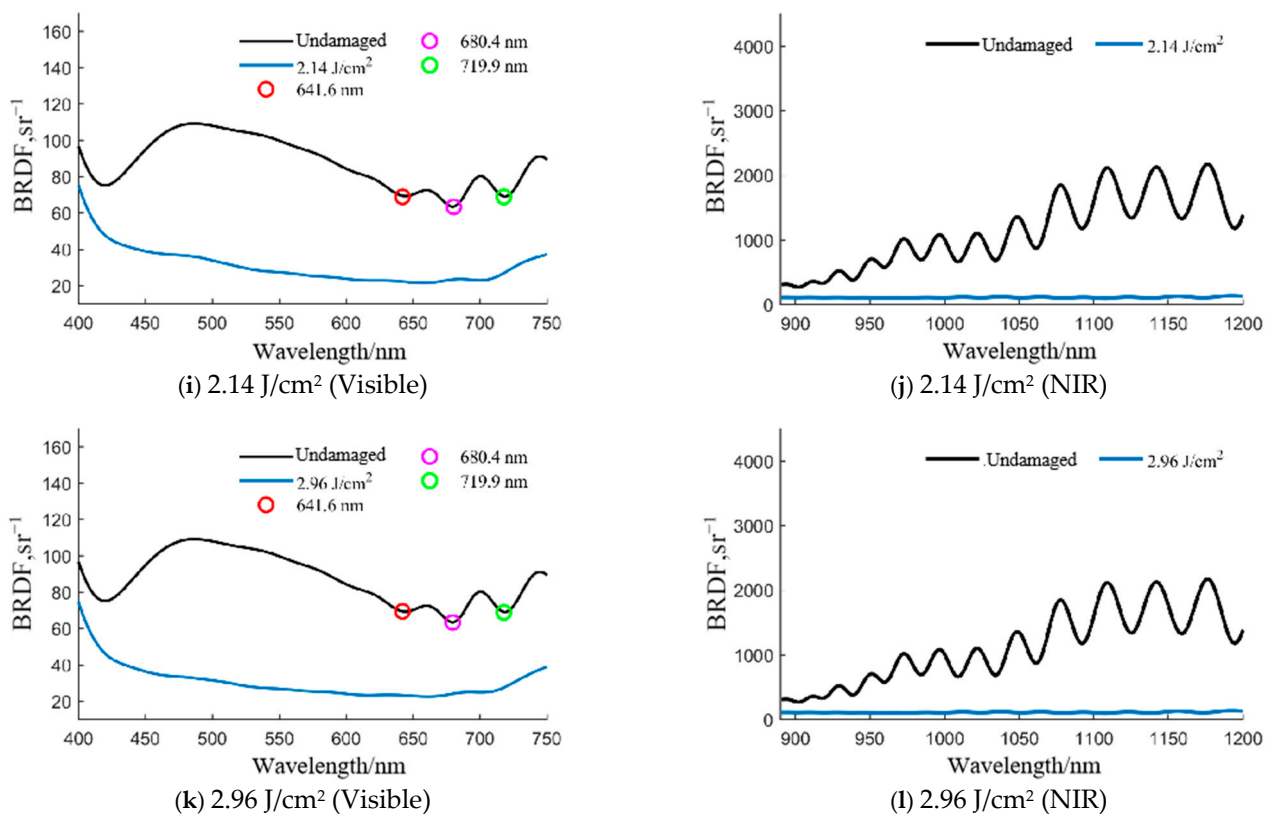 160
140
120
100
80
60
40
20
BRDF,sr⁻¹
Undamaged
2.14 J/cm²
641.6 nm
680.4 nm
719.9 nm
400 450 500 550 600 650 700 750
Wavelength/nm
(i) 2.14 J/cm² (Visible)
4000
3000
2000
1000
0
BRDF,sr⁻¹
Undamaged 2.14 J/cm²
900 950 1000 1050 1100 1150 1200
Wavelength/nm
(j) 2.14 J/cm² (NIR)
160
140
120
100
80
60
40
20
BRDF,sr⁻¹
Undamaged
2.96 J/cm²
641.6 nm
680.4 nm
719.9 nm
400 450 500 550 600 650 700 750
Wavelength/nm
(k) 2.96 J/cm² (Visible)
4000
3000
2000
1000
0
BRDF,sr⁻¹
.Undamaged 2.96 J/cm²
900 950 1000 1050 1100 1150 1200
Wavelength/nm
(l) 2.96 J/cm² (NIR)